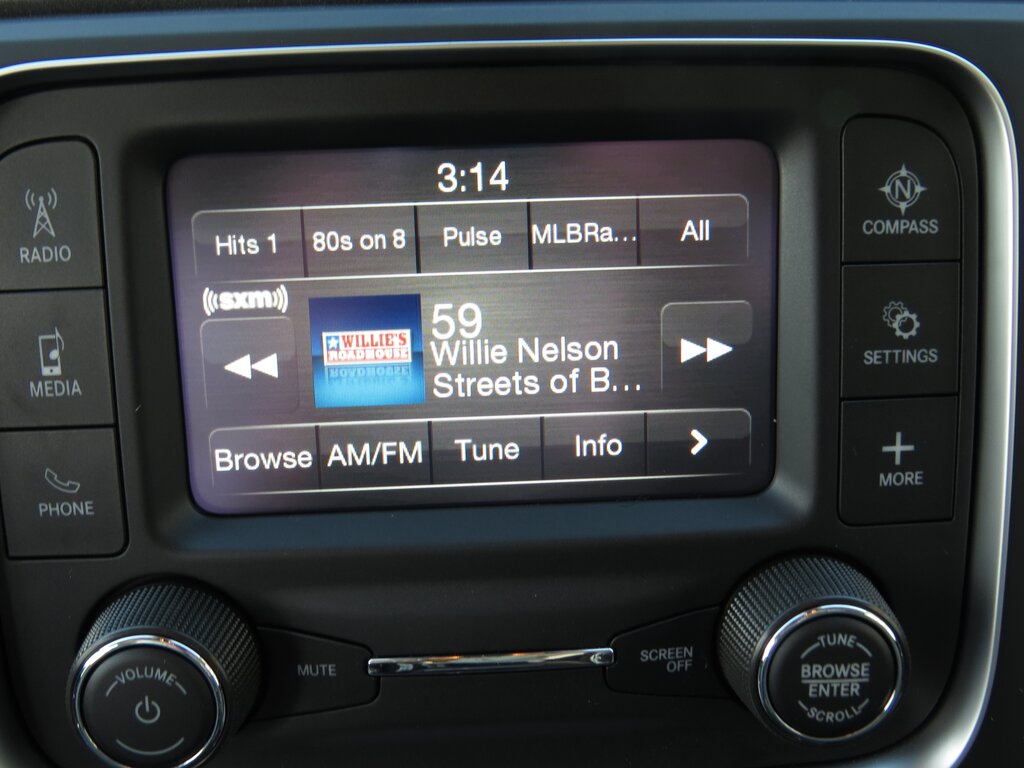 3:14
Hits 1 80s on 8 Pulse MLBRa... All
((sxm))
WILLIE'S
ROADHOUSE
59
Willie Nelson
Streets of B...
Browse AM/FM Tune Info >
RADIO
MEDIA
PHONE
N
COMPASS
SETTINGS
+
MORE
VOLUME
MUTE
SCREEN
OFF
TUNE
BROWSE
ENTER
SCROLL